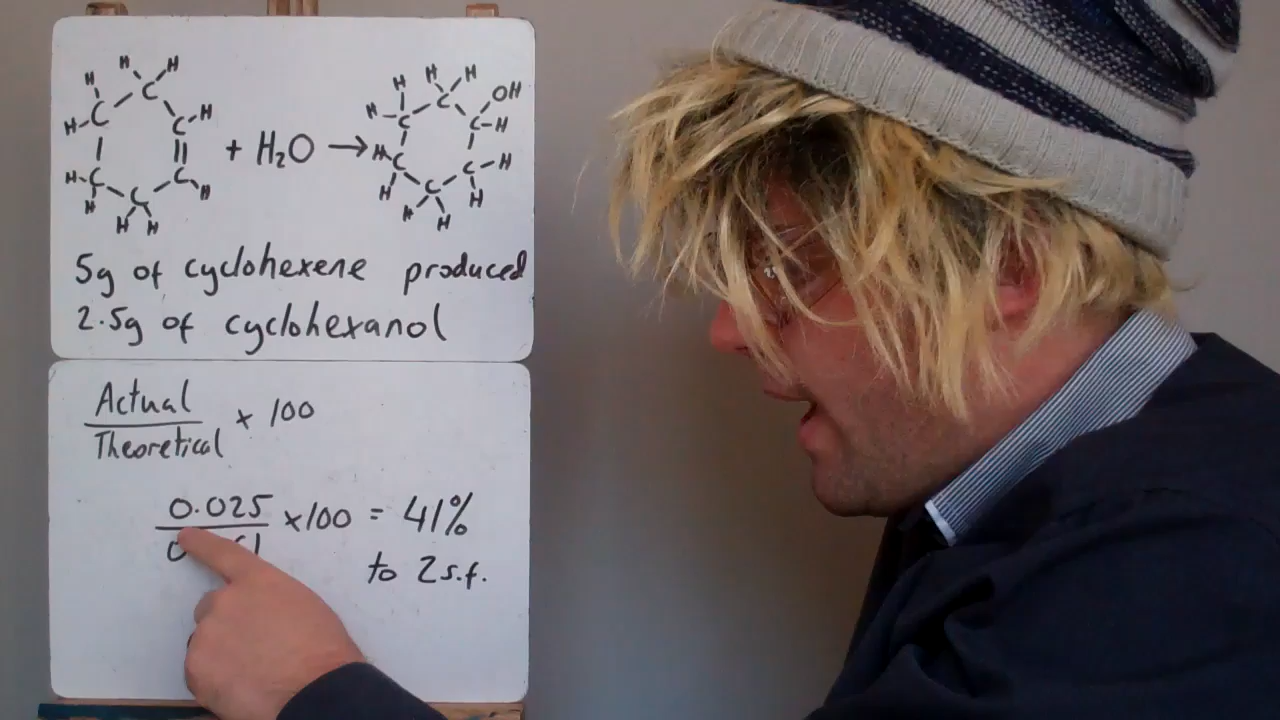 + H₂O →
OH
5g of cyclohexene produced
2.5g of cyclohexanol
Actual
Theoretical
× 100
0.025
×100 = 41%
to 2s.f.